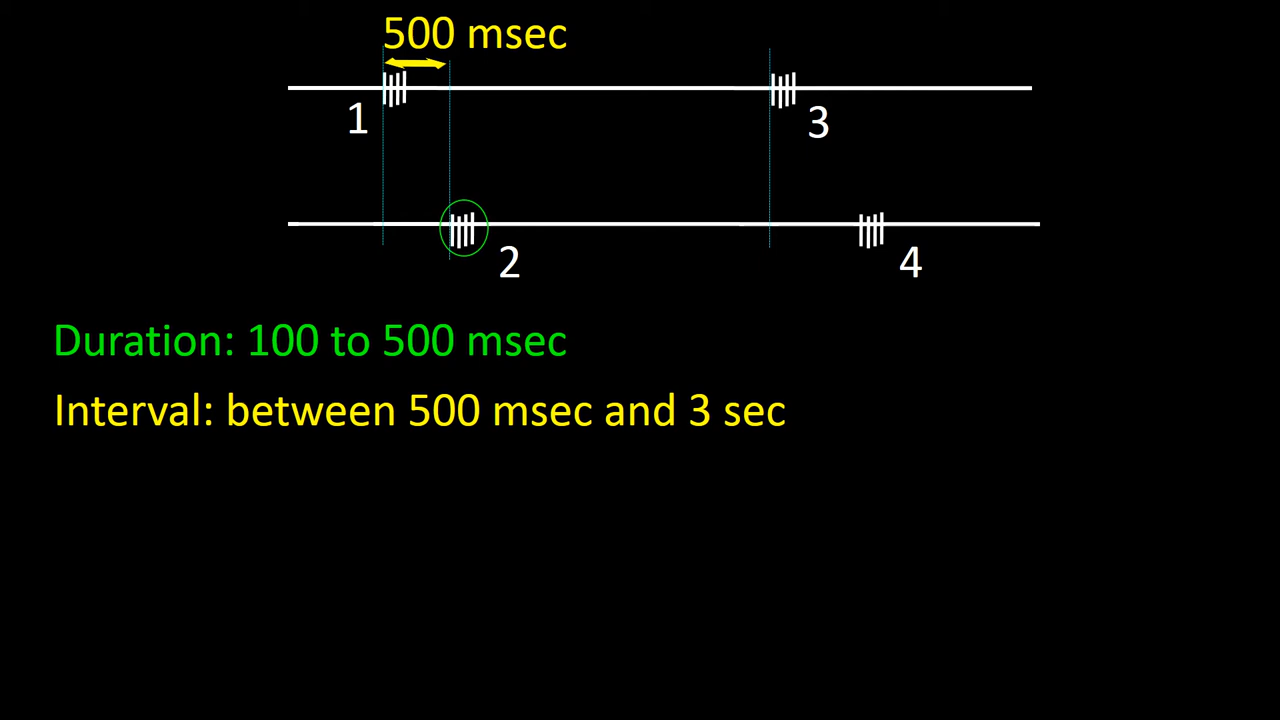 500 msec
1
3
2
4
Duration: 100 to 500 msec
Interval: between 500 msec and 3 sec